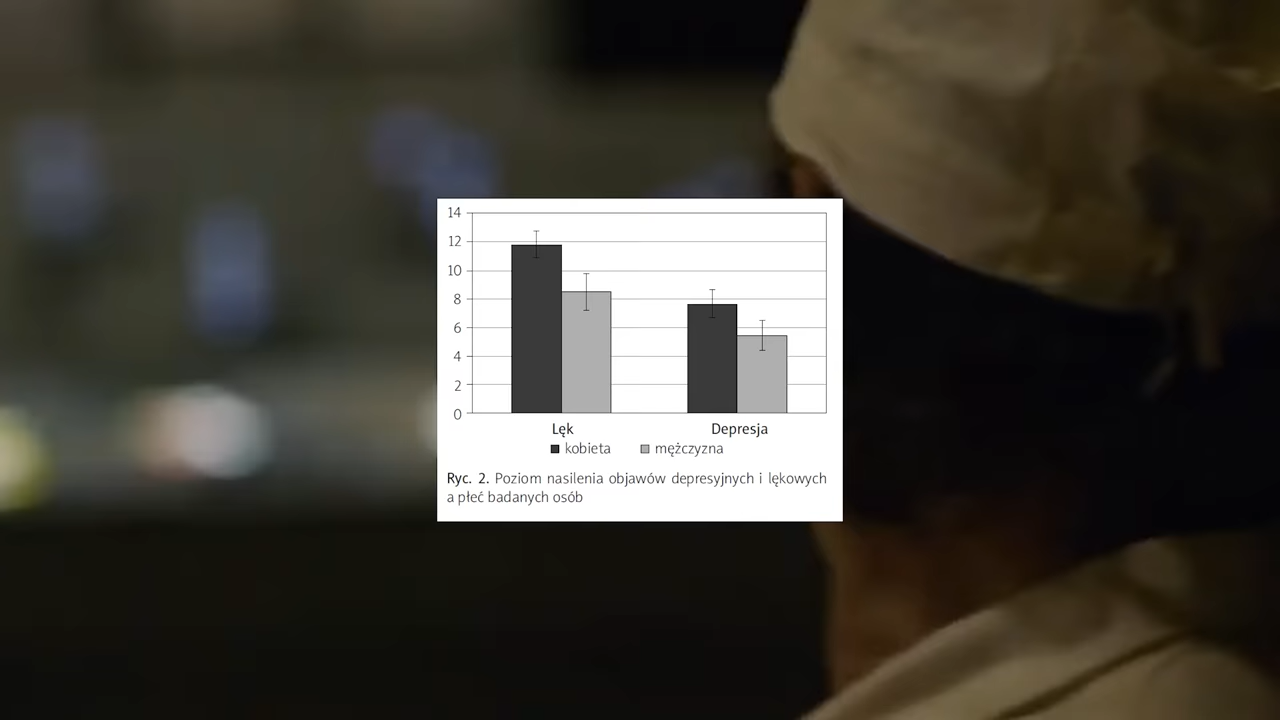 14
12
10
8
6
4
2
0
Lęk Depresja
kobieta mężczyzna
Ryc. 2. Poziom nasilenia objawów depresyjnych i lękowych
a płeć badanych osób